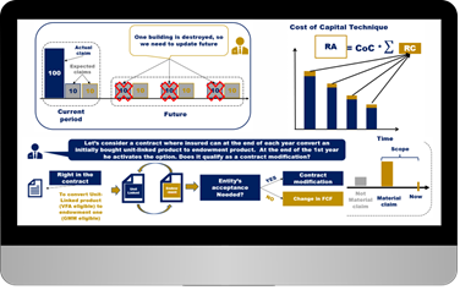 One building is destroyed, so
we need to update future
Actual
claim
Expected
claims
100
10
10
10
10
10
10
10
10
Current
period
Future
Cost of Capital Technique
RA = CoC * Σ RC
Time
Let's consider a contract where insured can at the end of each year convert an
initially bought unit-linked product to endowment product. At the end of the 1st year
he activates the option. Does it qualify as a contract modification?
Right in the
contract
To convert Unit-
Linked product
(VFA eligible) to
endowment one
(GMM eligible)
Entity's
acceptance
Needed?
YES
NO
Contract
modification
Change in FCF
Scope
Not
Material
claim
Material
claim
Now